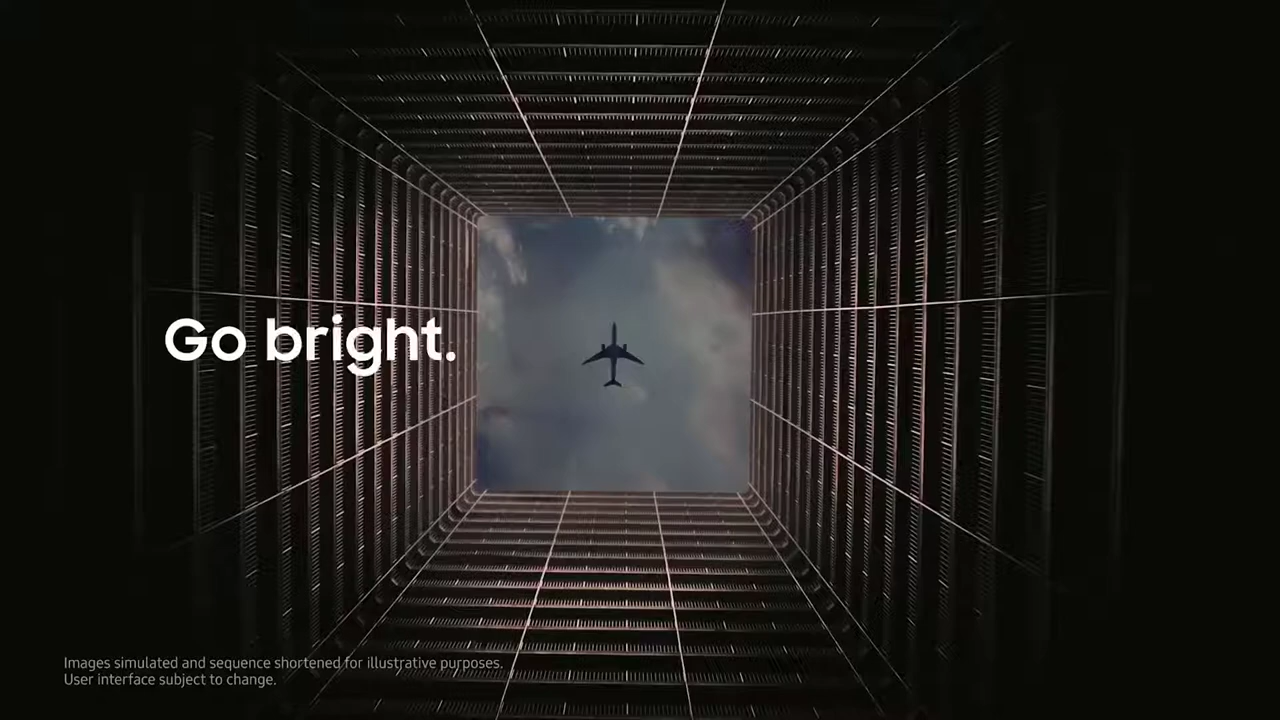 Go bright.
Images simulated and sequence shortened for illustrative purposes.
User interface subject to change.